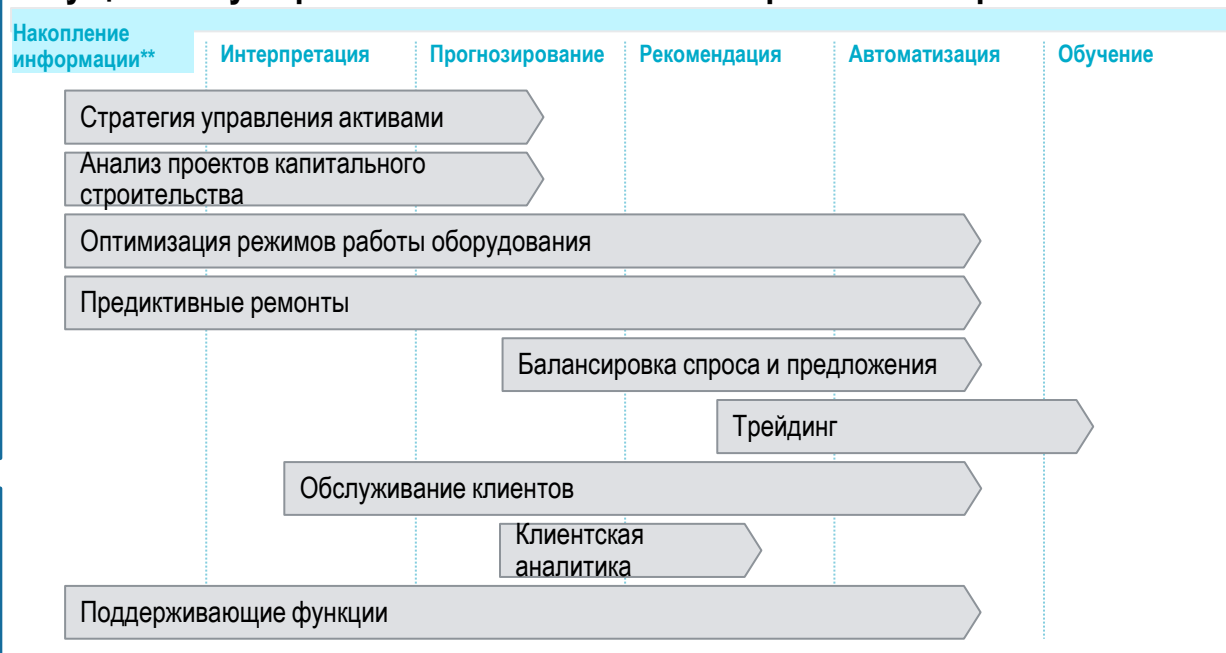 Накопление
информации**
Интерпретация
Прогнозирование
Рекомендация
Автоматизация
Обучение
Стратегия управления активами
Анализ проектов капитального
строительства
Оптимизация режимов работы оборудования
Предиктивные ремонты
Балансировка спроса и предложения
Трейдинг
Обслуживание клиентов
Клиентская
аналитика
Поддерживающие функции